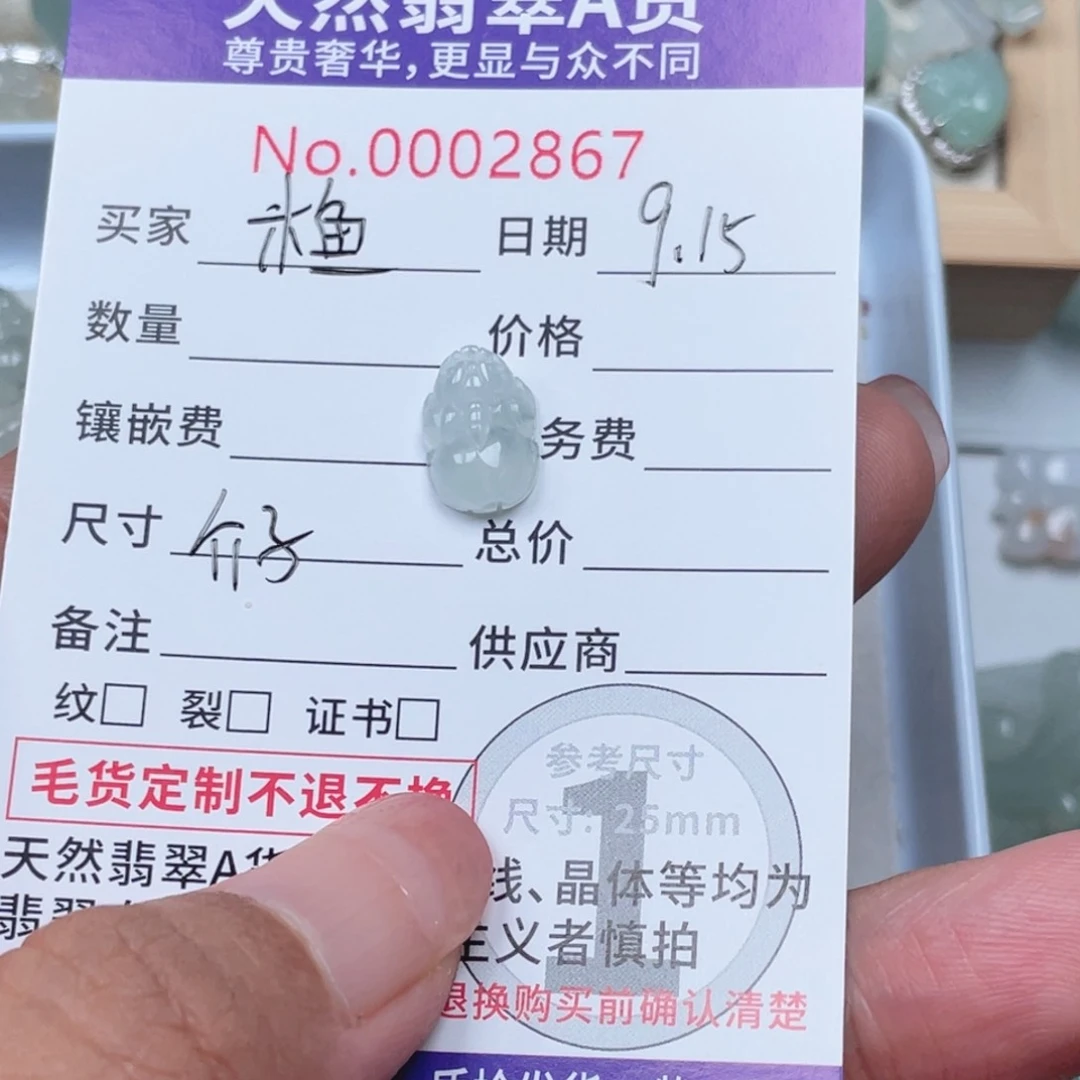 天然翡翠A货
尊贵奢华,更显与众不同
No.0002867
买家 日期 9.15
数量 价格
镶嵌费 务费
尺寸 总价
备注 供应商
纹□ 裂□ 证书□
参考尺寸
毛货定制不退不换
尺寸: 25mm
1
天然翡翠A货 线、晶体等均为
翡翠 主义者慎拍
退换购买前确认清楚